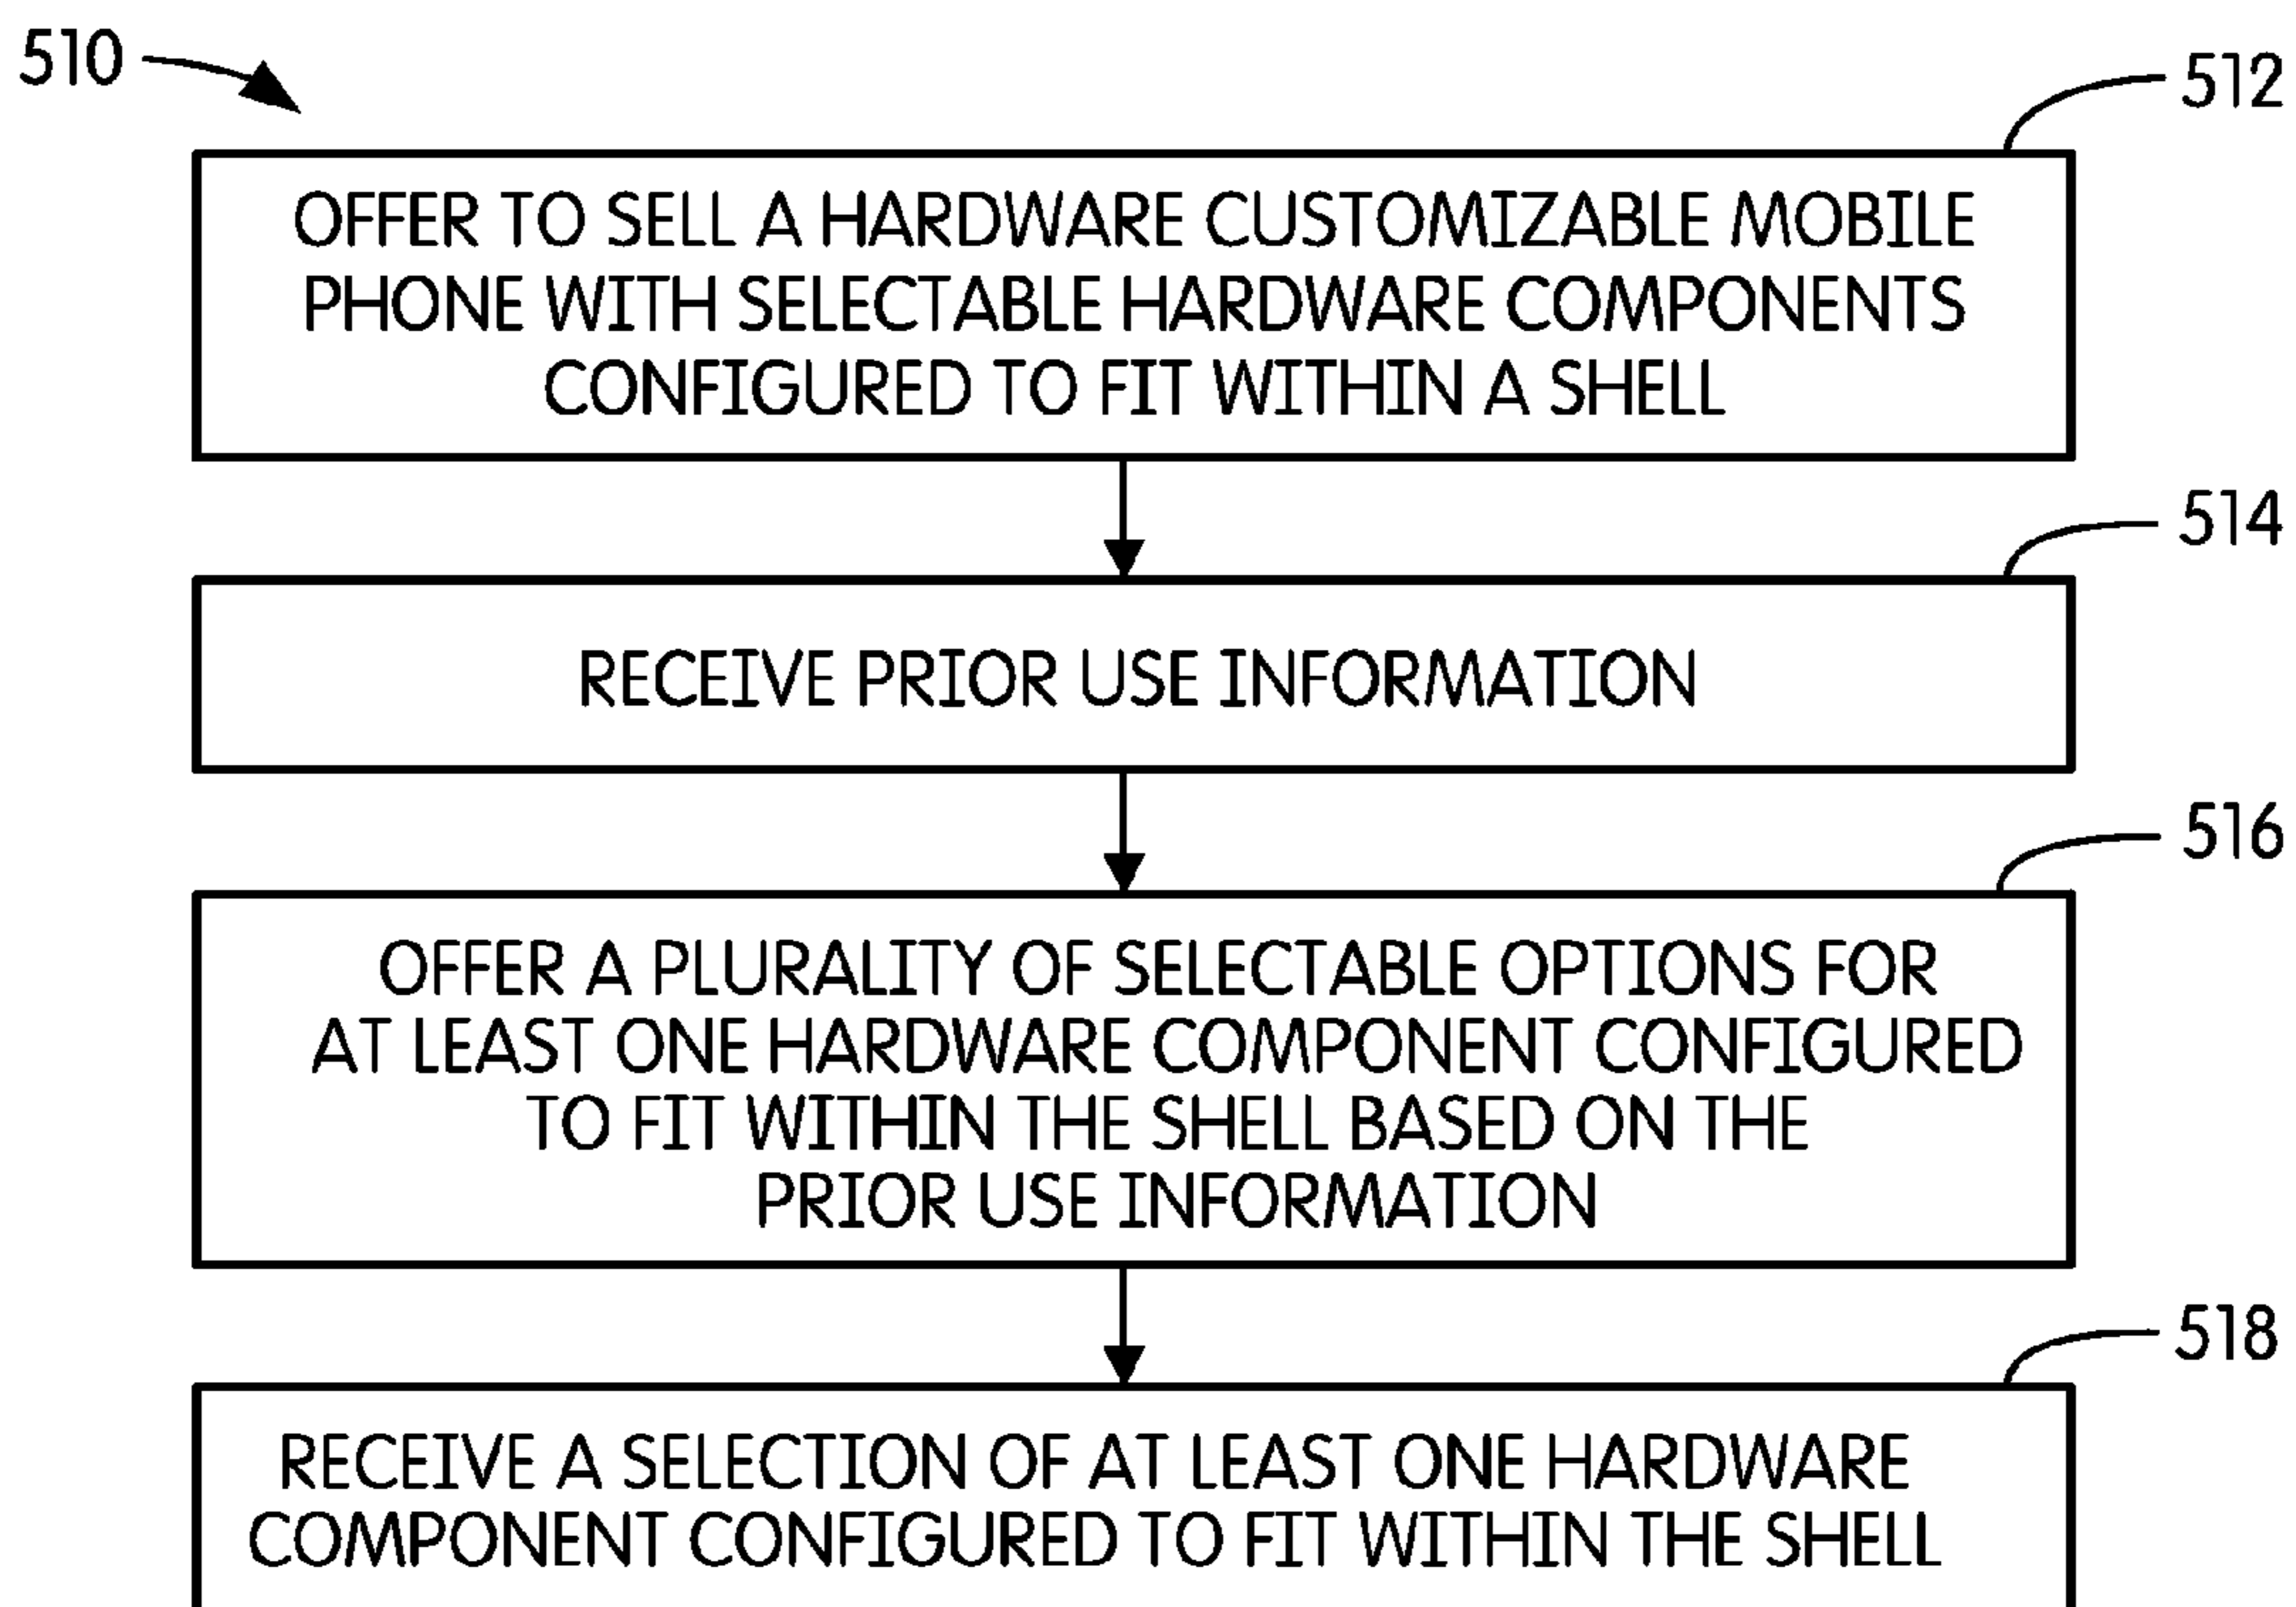 510
512
OFFER TO SELL A HARDWARE CUSTOMIZABLE MOBILE
PHONE WITH SELECTABLE HARDWARE COMPONENTS
CONFIGURED TO FIT WITHIN A SHELL
514
RECEIVE PRIOR USE INFORMATION
516
OFFER A PLURALITY OF SELECTABLE OPTIONS FOR
AT LEAST ONE HARDWARE COMPONENT CONFIGURED
TO FIT WITHIN THE SHELL BASED ON THE
PRIOR USE INFORMATION
518
RECEIVE A SELECTION OF AT LEAST ONE HARDWARE
COMPONENT CONFIGURED TO FIT WITHIN THE SHELL